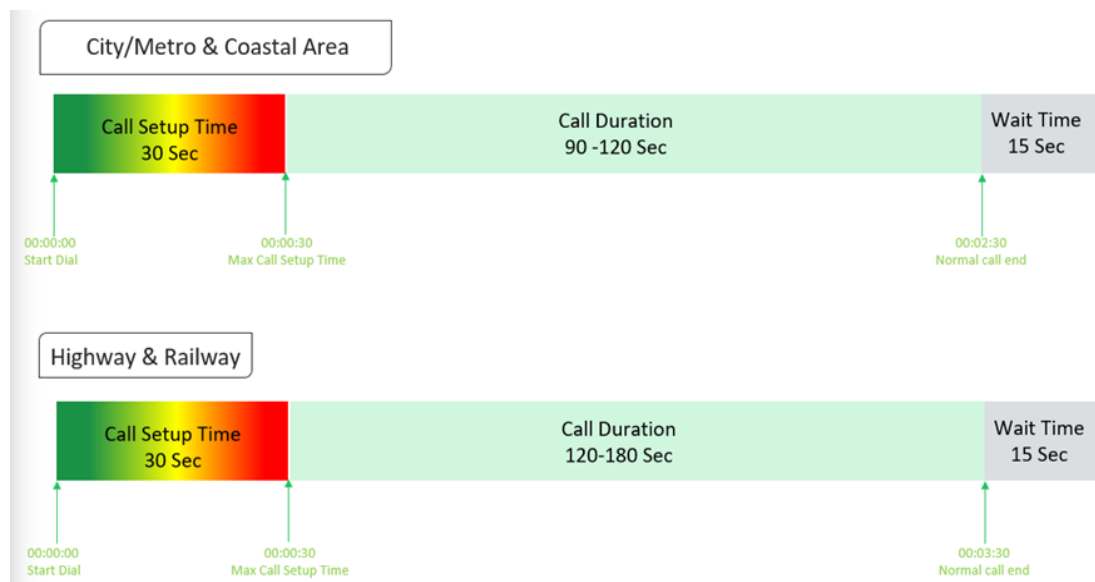 City/Metro & Coastal Area
Call Setup Time
30 Sec
Call Duration
90 -120 Sec
Wait Time
15 Sec
00:00:00
Start Dial
00:00:30
Max Call Setup Time
00:02:30
Normal call end
Highway & Railway
Call Setup Time
30 Sec
Call Duration
120-180 Sec
Wait Time
15 Sec
00:00:00
Start Dial
00:00:30
Max Call Setup Time
00:03:30
Normal call end